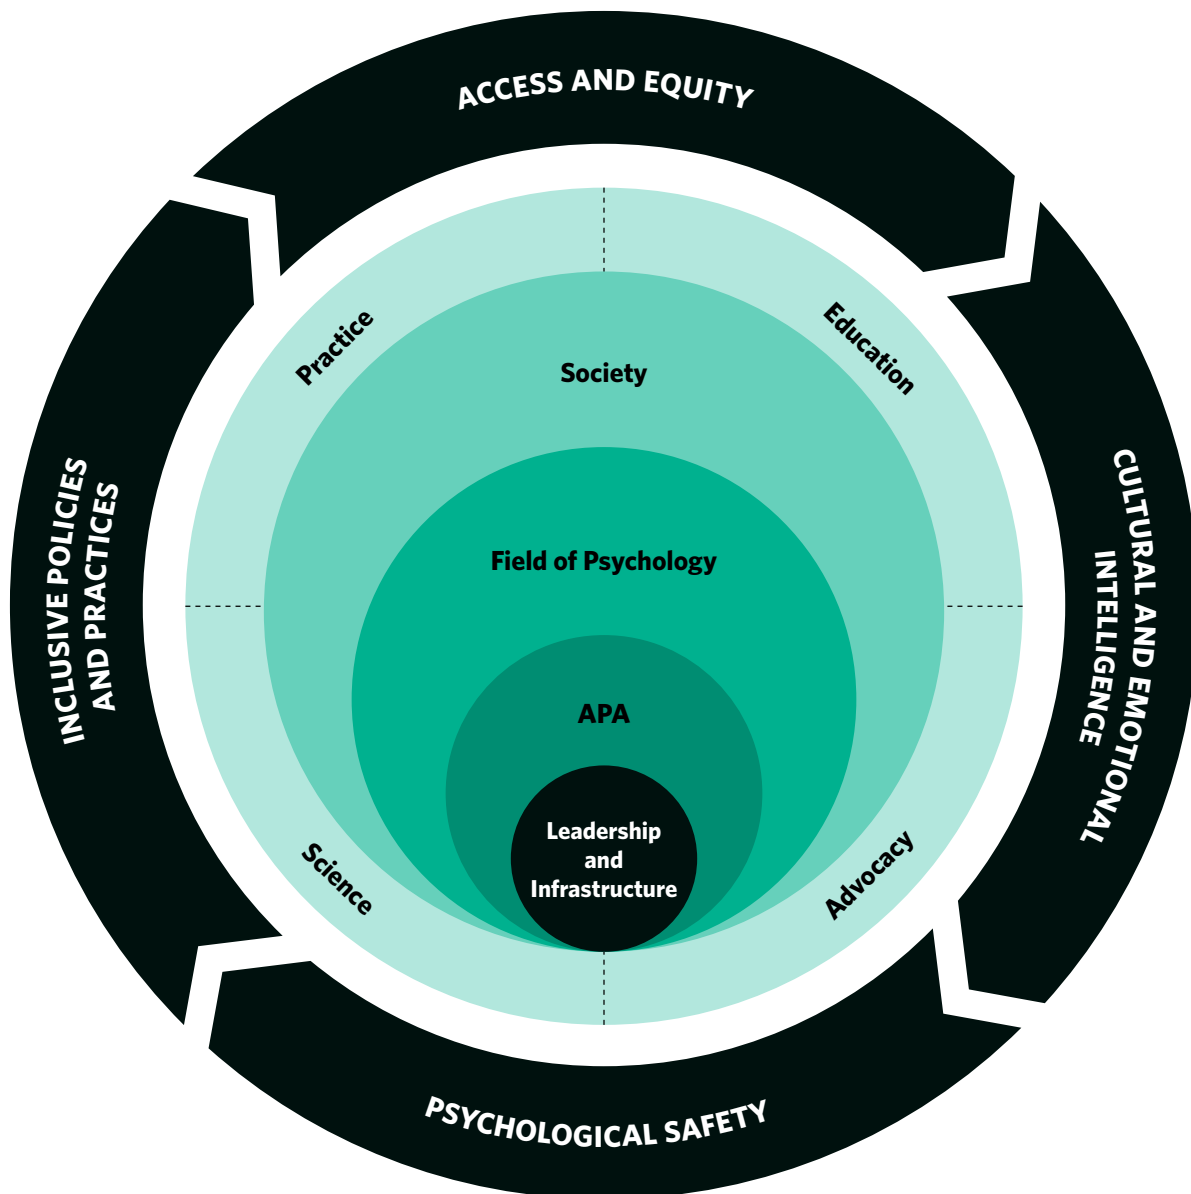 ACCESS AND EQUITY
Practice
Education
Society
CULTURAL AND EMOTIONAL
INTELLIGENCE
INCLUSIVE POLICIES
AND PRACTICES
Field of Psychology
APA
Leadership
and
Infrastructure
Science
Advocacy
PSYCHOLOGICAL SAFETY